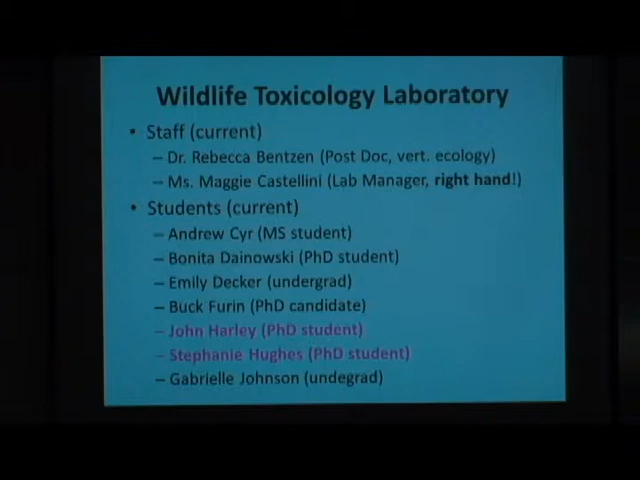 Wildlife Toxicology Laboratory
• Staff (current)
– Dr. Rebecca Bentzen (Post Doc, vert. ecology)
– Ms. Maggie Castellini (Lab Manager, right hand!)
• Students (current)
– Andrew Cyr (MS student)
– Bonita Dainowski (PhD student)
– Emily Decker (undergrad)
– Buck Furin (PhD candidate)
– John Harley (PhD student)
– Stephanie Hughes (PhD student)
– Gabrielle Johnson (undegrad)